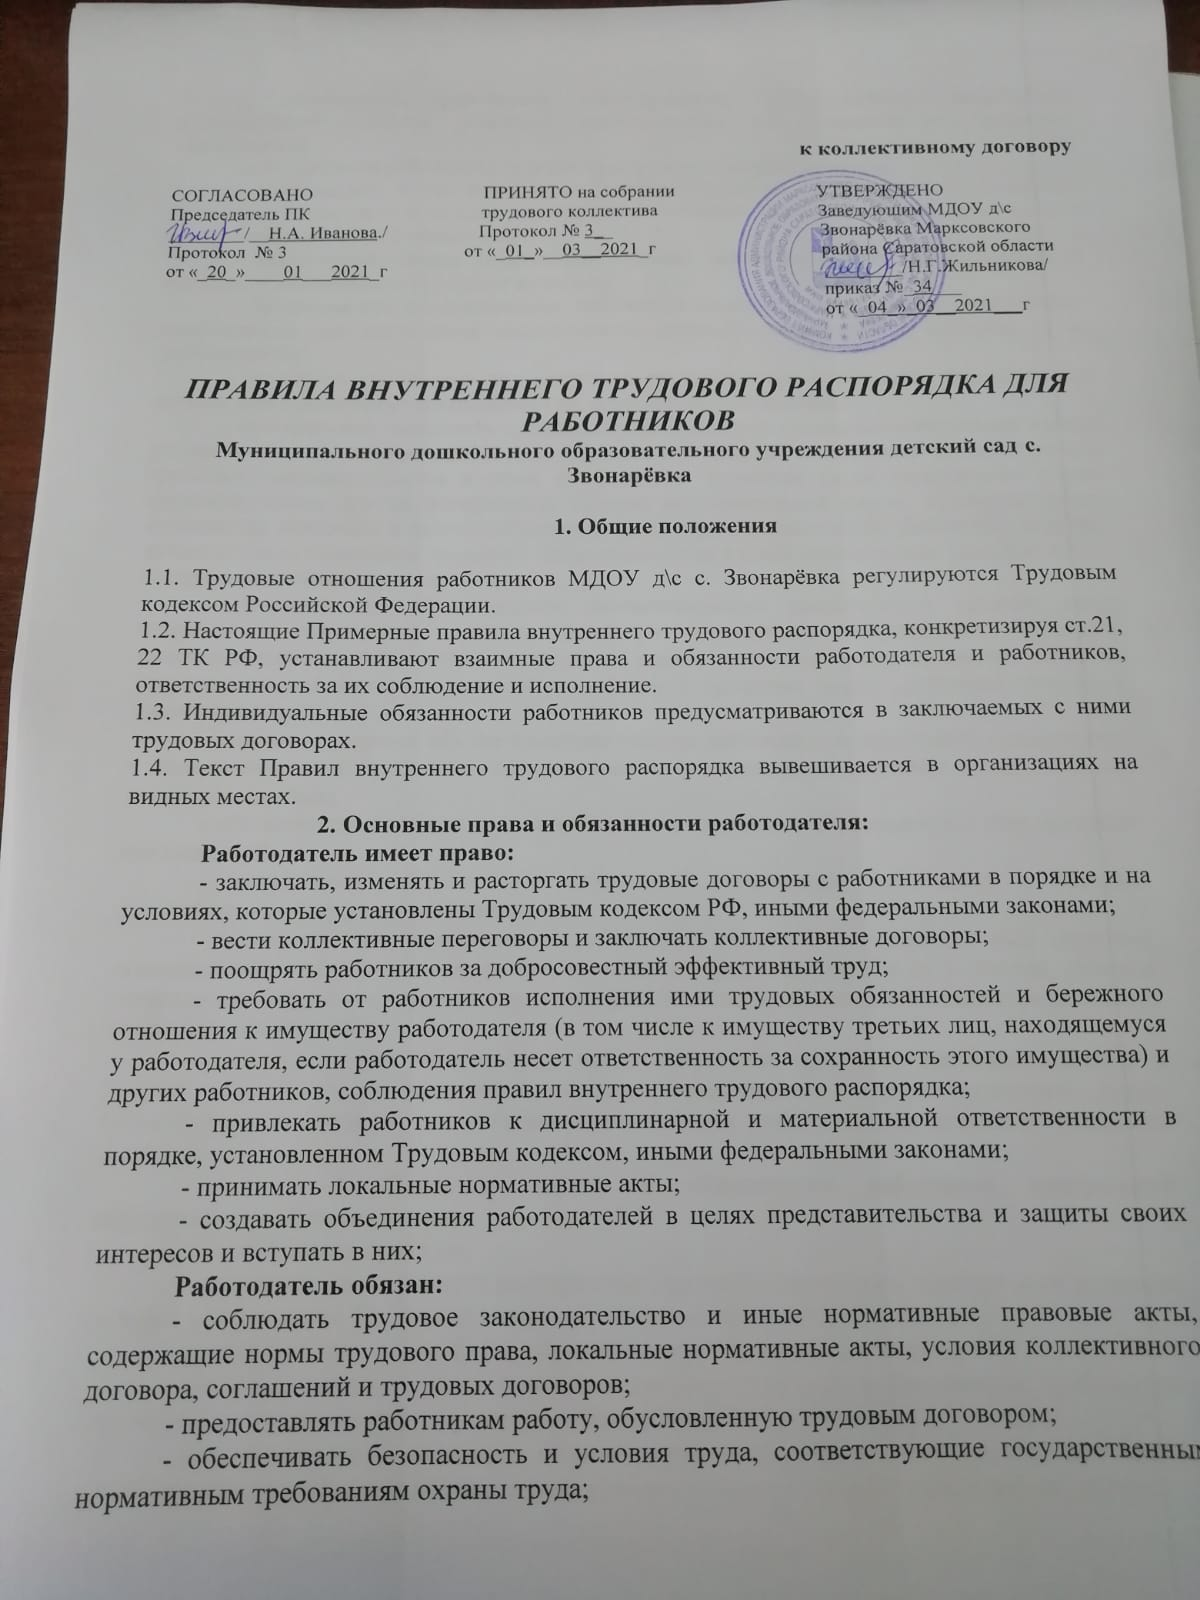 к коллективному договору
СОГЛАСОВАНО
Председатель ПК
/ Н.А. Иванова./
Протокол № 3
от «_20_»____01___2021_г
ПРИНЯТО на собрании
трудового коллектива
Протокол № 3_
от «_01_»__03__2021_г
УТВЕРЖДЕНО
Заведующим МДОУ д\с
Звонарёвка Марксовского
района Саратовской области
/Н.Г.Жильникова/
приказ №_34___
от «_04_»_03__2021___г
ПРАВИЛА ВНУТРЕННЕГО ТРУДОВОГО РАСПОРЯДКА ДЛЯ
РАБОТНИКОВ
Муниципального дошкольного образовательного учреждения детский сад с.
Звонарёвка
1. Общие положения
1.1. Трудовые отношения работников МДОУ д\с с. Звонарёвка регулируются Трудовым
кодексом Российской Федерации.
1.2. Настоящие Примерные правила внутреннего трудового распорядка, конкретизируя ст.21,
22 ТК РФ, устанавливают взаимные права и обязанности работодателя и работников,
ответственность за их соблюдение и исполнение.
1.3. Индивидуальные обязанности работников предусматриваются в заключаемых с ними
трудовых договорах.
1.4. Текст Правил внутреннего трудового распорядка вывешивается в организациях на
видных местах.
2. Основные права и обязанности работодателя:
Работодатель имеет право:
- заключать, изменять и расторгать трудовые договоры с работниками в порядке и на
условиях, которые установлены Трудовым кодексом РФ, иными федеральными законами;
- вести коллективные переговоры и заключать коллективные договоры;
- поощрять работников за добросовестный эффективный труд;
- требовать от работников исполнения ими трудовых обязанностей и бережного
отношения к имуществу работодателя (в том числе к имуществу третьих лиц, находящемуся
у работодателя, если работодатель несет ответственность за сохранность этого имущества) и
других работников, соблюдения правил внутреннего трудового распорядка;
- привлекать работников к дисциплинарной и материальной ответственности в
порядке, установленном Трудовым кодексом, иными федеральными законами;
- принимать локальные нормативные акты;
- создавать объединения работодателей в целях представительства и защиты своих
интересов и вступать в них;
Работодатель обязан:
- соблюдать трудовое законодательство и иные нормативные правовые акты,
содержащие нормы трудового права, локальные нормативные акты, условия коллективного
договора, соглашений и трудовых договоров;
- предоставлять работникам работу, обусловленную трудовым договором;
- обеспечивать безопасность и условия труда, соответствующие государственным
нормативным требованиям охраны труда;